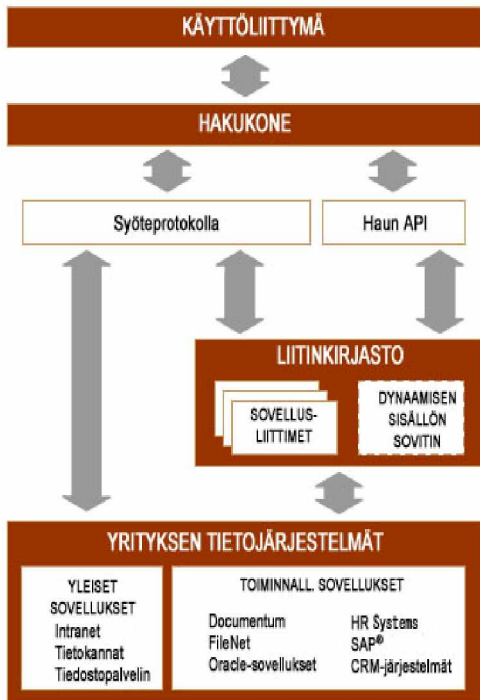 KÄYTTÖLIITTYMÄ
HAKUKONE
Syöteprotokolla
Haun API
LIITINKIRJASTO
SOVELLUS-
LIITTIMET
DYNAAMISEN
SISÄLLÖN
SOVITIN
YRITYKSEN TIETOJÄRJESTELMÄT
YLEISET
SOVELLUKSET
Intranet
Tietokannat
Tiedostopalvelin
TOIMINNALL. SOVELLUKSET
Documentum
FileNet
Oracle-sovellukset
HR Systems
SAP®
CRM-järjestelmät